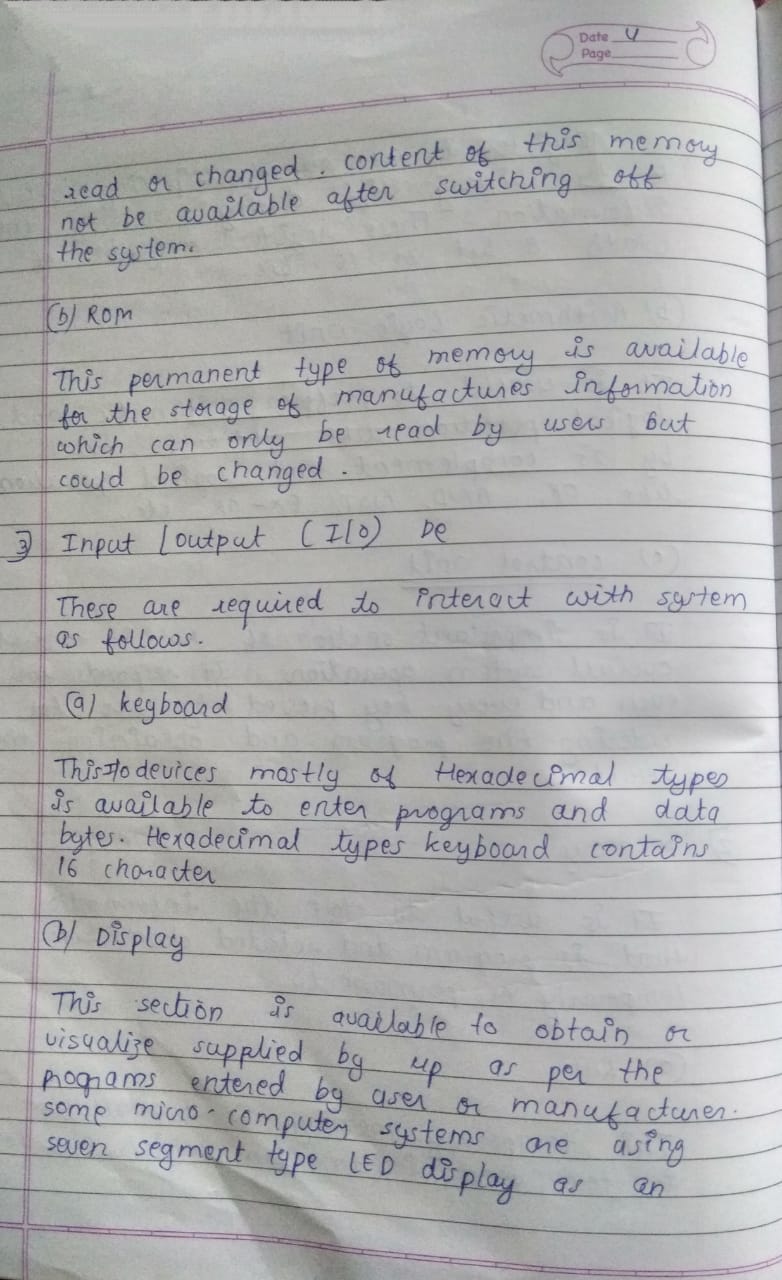 Date 4
Page
read or changed. content of this memory
not be available after switching off
the system.
(b) ROM
This permanent type of memory is available
for the storage of manufactures information
which can only be read by users but
could be changed.
3) Input / output (I/O) De
These are required to interact with system
as follows.
(a) keyboard
This I/o devices mostly of Hexadecimal types
is available to enter programs and data
bytes. Hexadecimal types keyboard contains
16 character
(b) Display
This section is available to obtain or
visualize supplied by up as per the
programs entered by user or manufacturer.
some micro-computer systems are using
seven segment type LED display as an